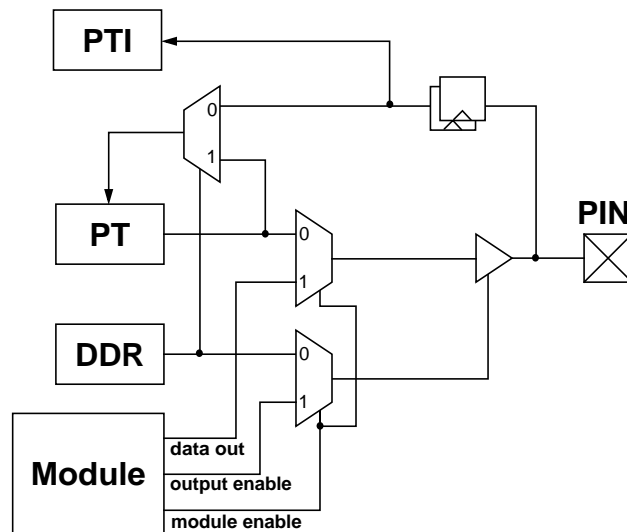 PTI
0
1
PT
PIN
0
1
DDR
0
1
Module
data out
output enable
module enable